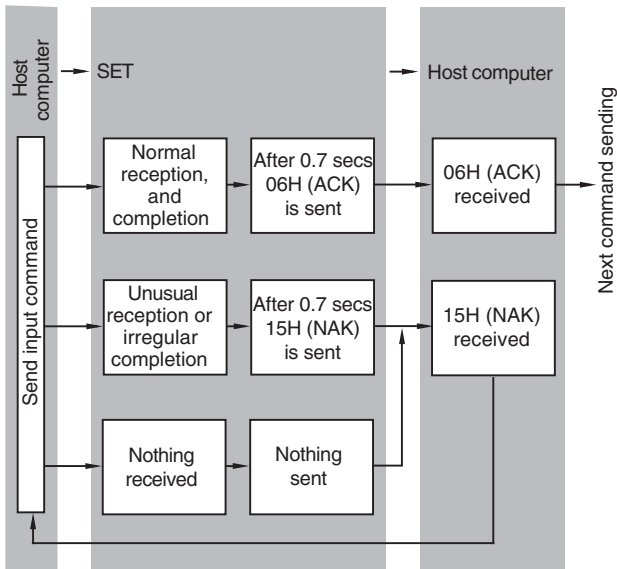 Host
computer
SET
Host computer
Send input command
Normal
reception,
and
completion
After 0.7 secs
06H (ACK)
is sent
06H (ACK)
received
Next command sending
Unusual
reception or
irregular
completion
After 0.7 secs
15H (NAK)
is sent
15H (NAK)
received
Nothing
received
Nothing
sent